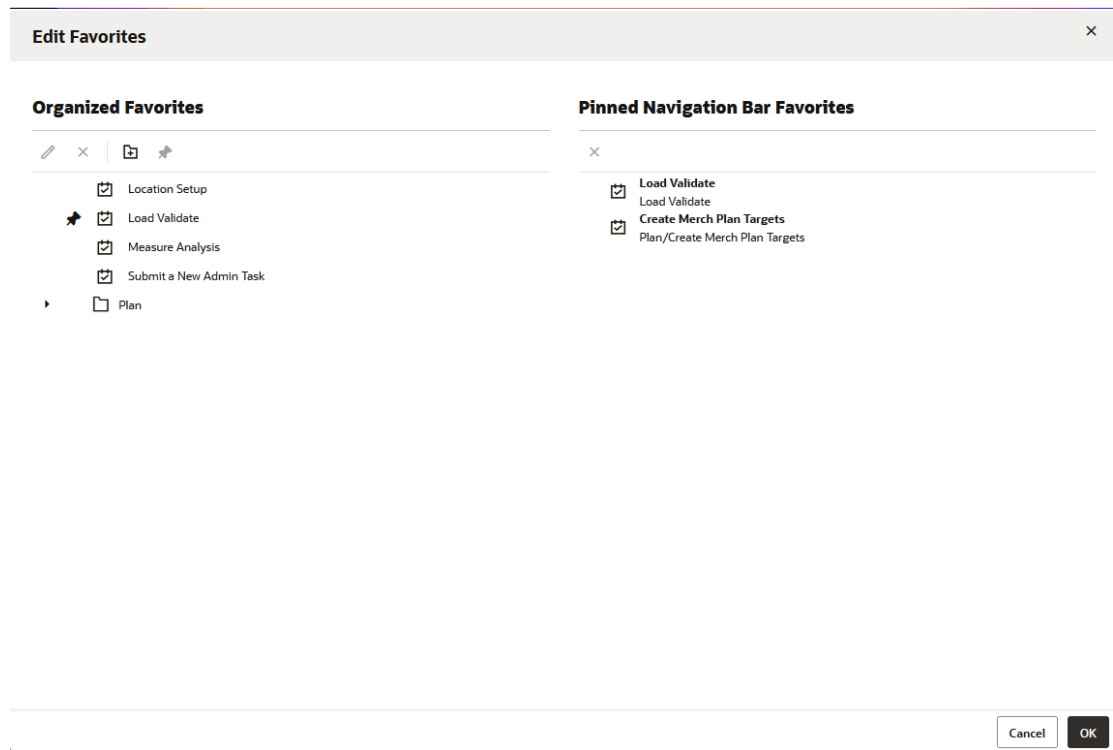 Edit Favorites
Organized Favorites
Location Setup
Load Validate
Measure Analysis
Submit a New Admin Task
Plan
Pinned Navigation Bar Favorites
Load Validate
Load Validate
Create Merch Plan Targets
Plan/Create Merch Plan Targets
Cancel
OK